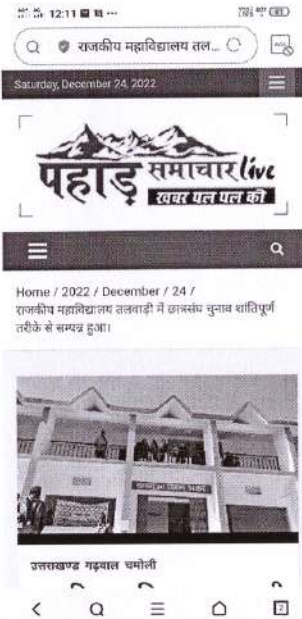 12:11
राजकीय महाविद्यालय तल...
Saturday, December 24, 2022
पहाड़ समाचार live
खबर पल पल की
Home / 2022 / December / 24 /
राजकीय महाविद्यालय तलवाड़ी में छात्रसंघ चुनाव शांतिपूर्ण
तरीके से सम्पन्न हुआ।
उत्तराखण्ड गढ़वाल चमोली
2